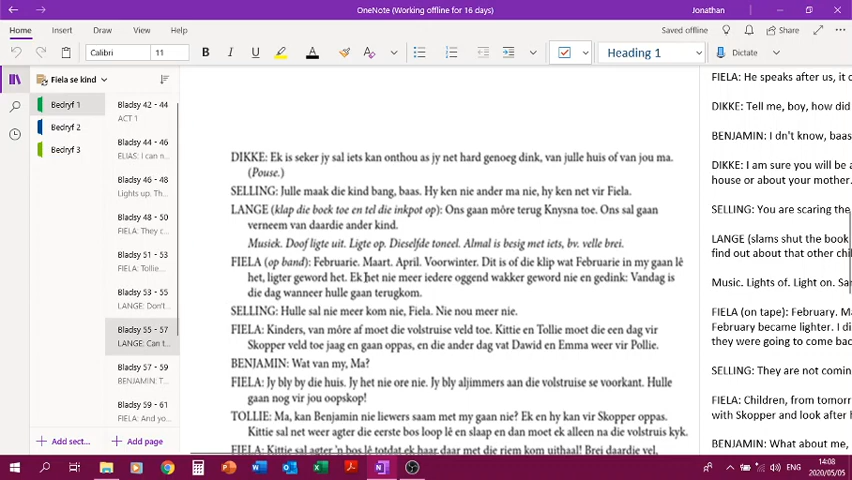 OneNote (Working offline for 16 days)
Jonathan
Home Insert Draw View Help
Saved offline
Share
Calibri 11 B I U A Heading 1 Dictate
Fiela se kind
Bedryf 1
Bedryf 2
Bedryf 3
Bladsy 42 - 44
ACT 1
Bladsy 44 - 46
ELIAS: I can n...
Bladsy 46 - 48
Lights up. Th...
Bladsy 48 - 50
FIELA: They c...
Bladsy 51 - 53
FIELA: Tollie...
Bladsy 53 - 55
LANGE: Don't...
Bladsy 55 - 57
LANGE: Can t...
Bladsy 57 - 59
BENJAMIN: T...
Bladsy 59 - 61
FIELA: And yo...
Add sect...
Add page
DIKKE: Ek is seker jy sal iets kan onthou as jy net hard genoeg dink, van julle huis of van jou ma.
(Pouse.)
SELLING: Julle maak die kind bang, baas. Hy ken nie ander ma nie, hy ken net vir Fiela.
LANGE (klap die boek toe en tel die inkpot op): Ons gaan môre terug Knysna toe. Ons sal gaan
verneem van daardie ander kind.
Musiek. Doof ligte uit. Ligte op. Dieselfde toneel. Almal is besig met iets, bv. velle brei.
FIELA (op band): Februarie. Maart. April. Voorwinter. Dit is of die klip wat Februarie in my gaan lê
het, ligter geword het. Ek het nie meer iedere oggend wakker geword nie en gedink: Vandag is
die dag wanneer hulle gaan terugkom.
SELLING: Hulle sal nie meer kom nie, Fiela. Nie nou meer nie.
FIELA: Kinders, van môre af moet die volstruise veld toe. Kittie en Tollie moet die een dag vir
Skopper veld toe jaag en gaan oppas, en die ander dag vat Dawid en Emma weer vir Pollie.
BENJAMIN: Wat van my, Ma?
FIELA: Jy bly by die huis. Jy het nie ore nie. Jy bly aljimmers aan die volstruise se voorkant. Hulle
gaan nog vir jou oopskop!
TOLLIE: Ma, kan Benjamin nie liewers saam met my gaan nie? Ek en hy kan vir Skopper oppas.
Kittie sal net weer agter die eerste bos loop lê en slaap en dan moet ek alleen na die volstruis kyk.
FIELA: Kittie sal agter 'n bos lê totdat ek haar daar met die riem kom uithaal! Brei daardie vel,
FIELA: He speaks after us, it c
DIKKE: Tell me, boy, how did
BENJAMIN: I dn't know, baas
DIKKE: I am sure you will be a
house or about your mother.
SELLING: You are scaring the
LANGE (slams shut the book
find out about that other chi
Music. Lights of. Light on. Sa
FIELA (on tape): February. Ma
February became lighter. I di
they were going to come bac
SELLING: They are not comin
FIELA: Children, from tomorr
with Skopper and look after h
BENJAMIN: What about me,
ENG
14:08
2020/05/05